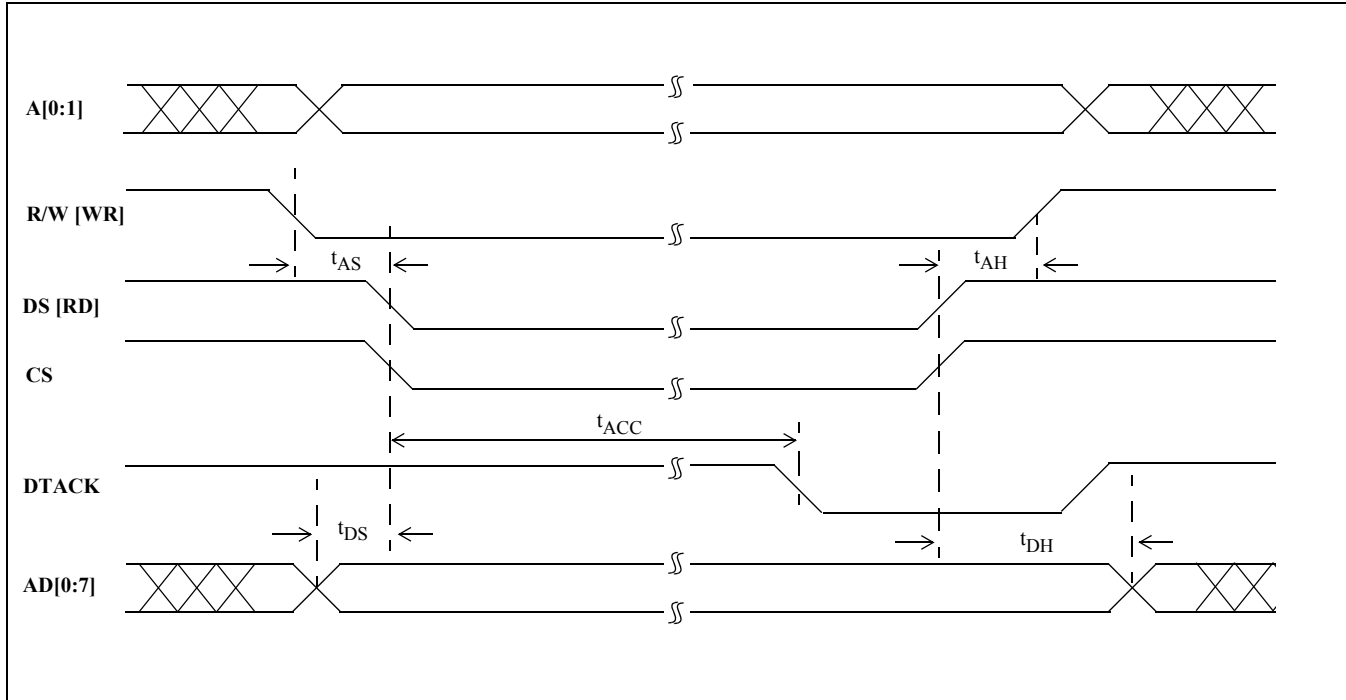 A[0:1]
R/W [WR]
tAS
tAH
DS [RD]
CS
tACC
DTACK
tDS
tDH
AD[0:7]